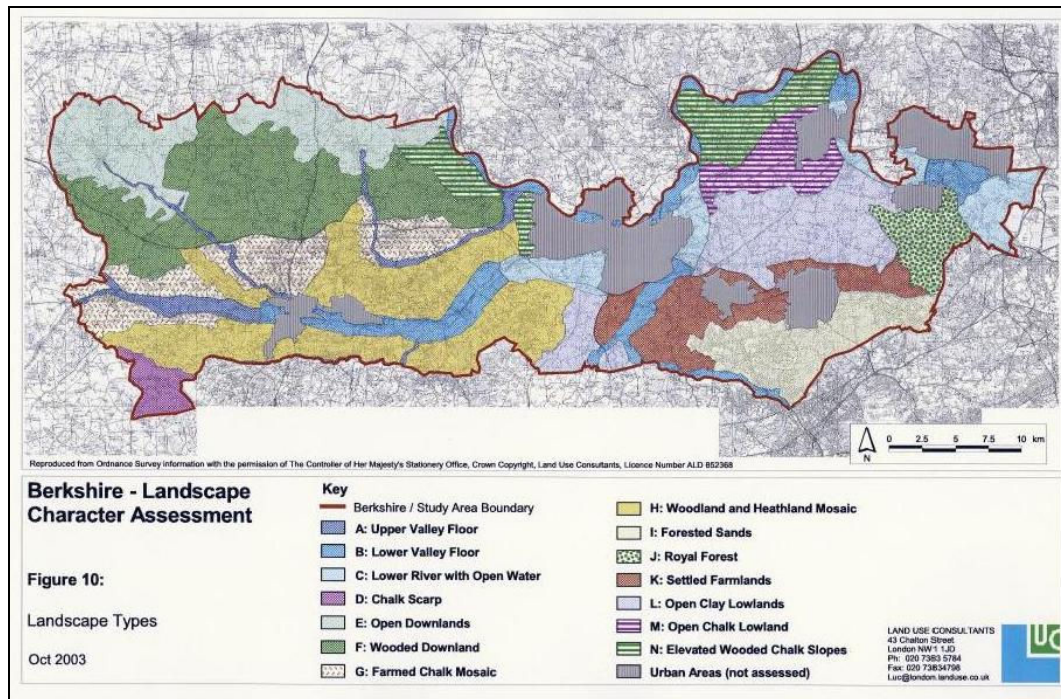 N
0 2.5 5 7.5 10 km
Reproduced from Ordnance Survey information with the permission of The Controller of Her Majesty's Stationery Office, Crown Copyright, Land Use Consultants, Licence Number ALD 852368
Berkshire - Landscape
Character Assessment
Figure 10:
Landscape Types
Oct 2003
Key
Berkshire / Study Area Boundary
A: Upper Valley Floor
B: Lower Valley Floor
C: Lower River with Open Water
D: Chalk Scarp
E: Open Downlands
F: Wooded Downland
G: Farmed Chalk Mosaic
H: Woodland and Heathland Mosaic
I: Forested Sands
J: Royal Forest
K: Settled Farmlands
L: Open Clay Lowlands
M: Open Chalk Lowland
N: Elevated Wooded Chalk Slopes
Urban Areas (not assessed)
LAND USE CONSULTANTS
43 Chalton Street
London NW1 1JD
Ph: 020 7383 5784
Fax: 020 73834798
Luc@london.landuse.co.uk